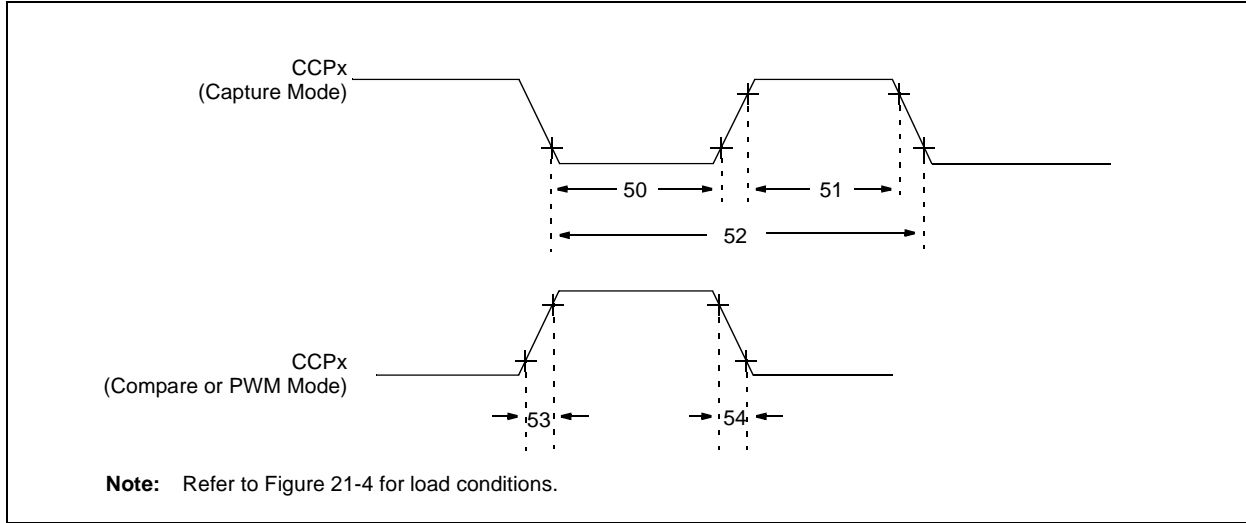 CCPx
(Capture Mode)
50
51
52
CCPx
(Compare or PWM Mode)
53
54
Note: Refer to Figure 21-4 for load conditions.